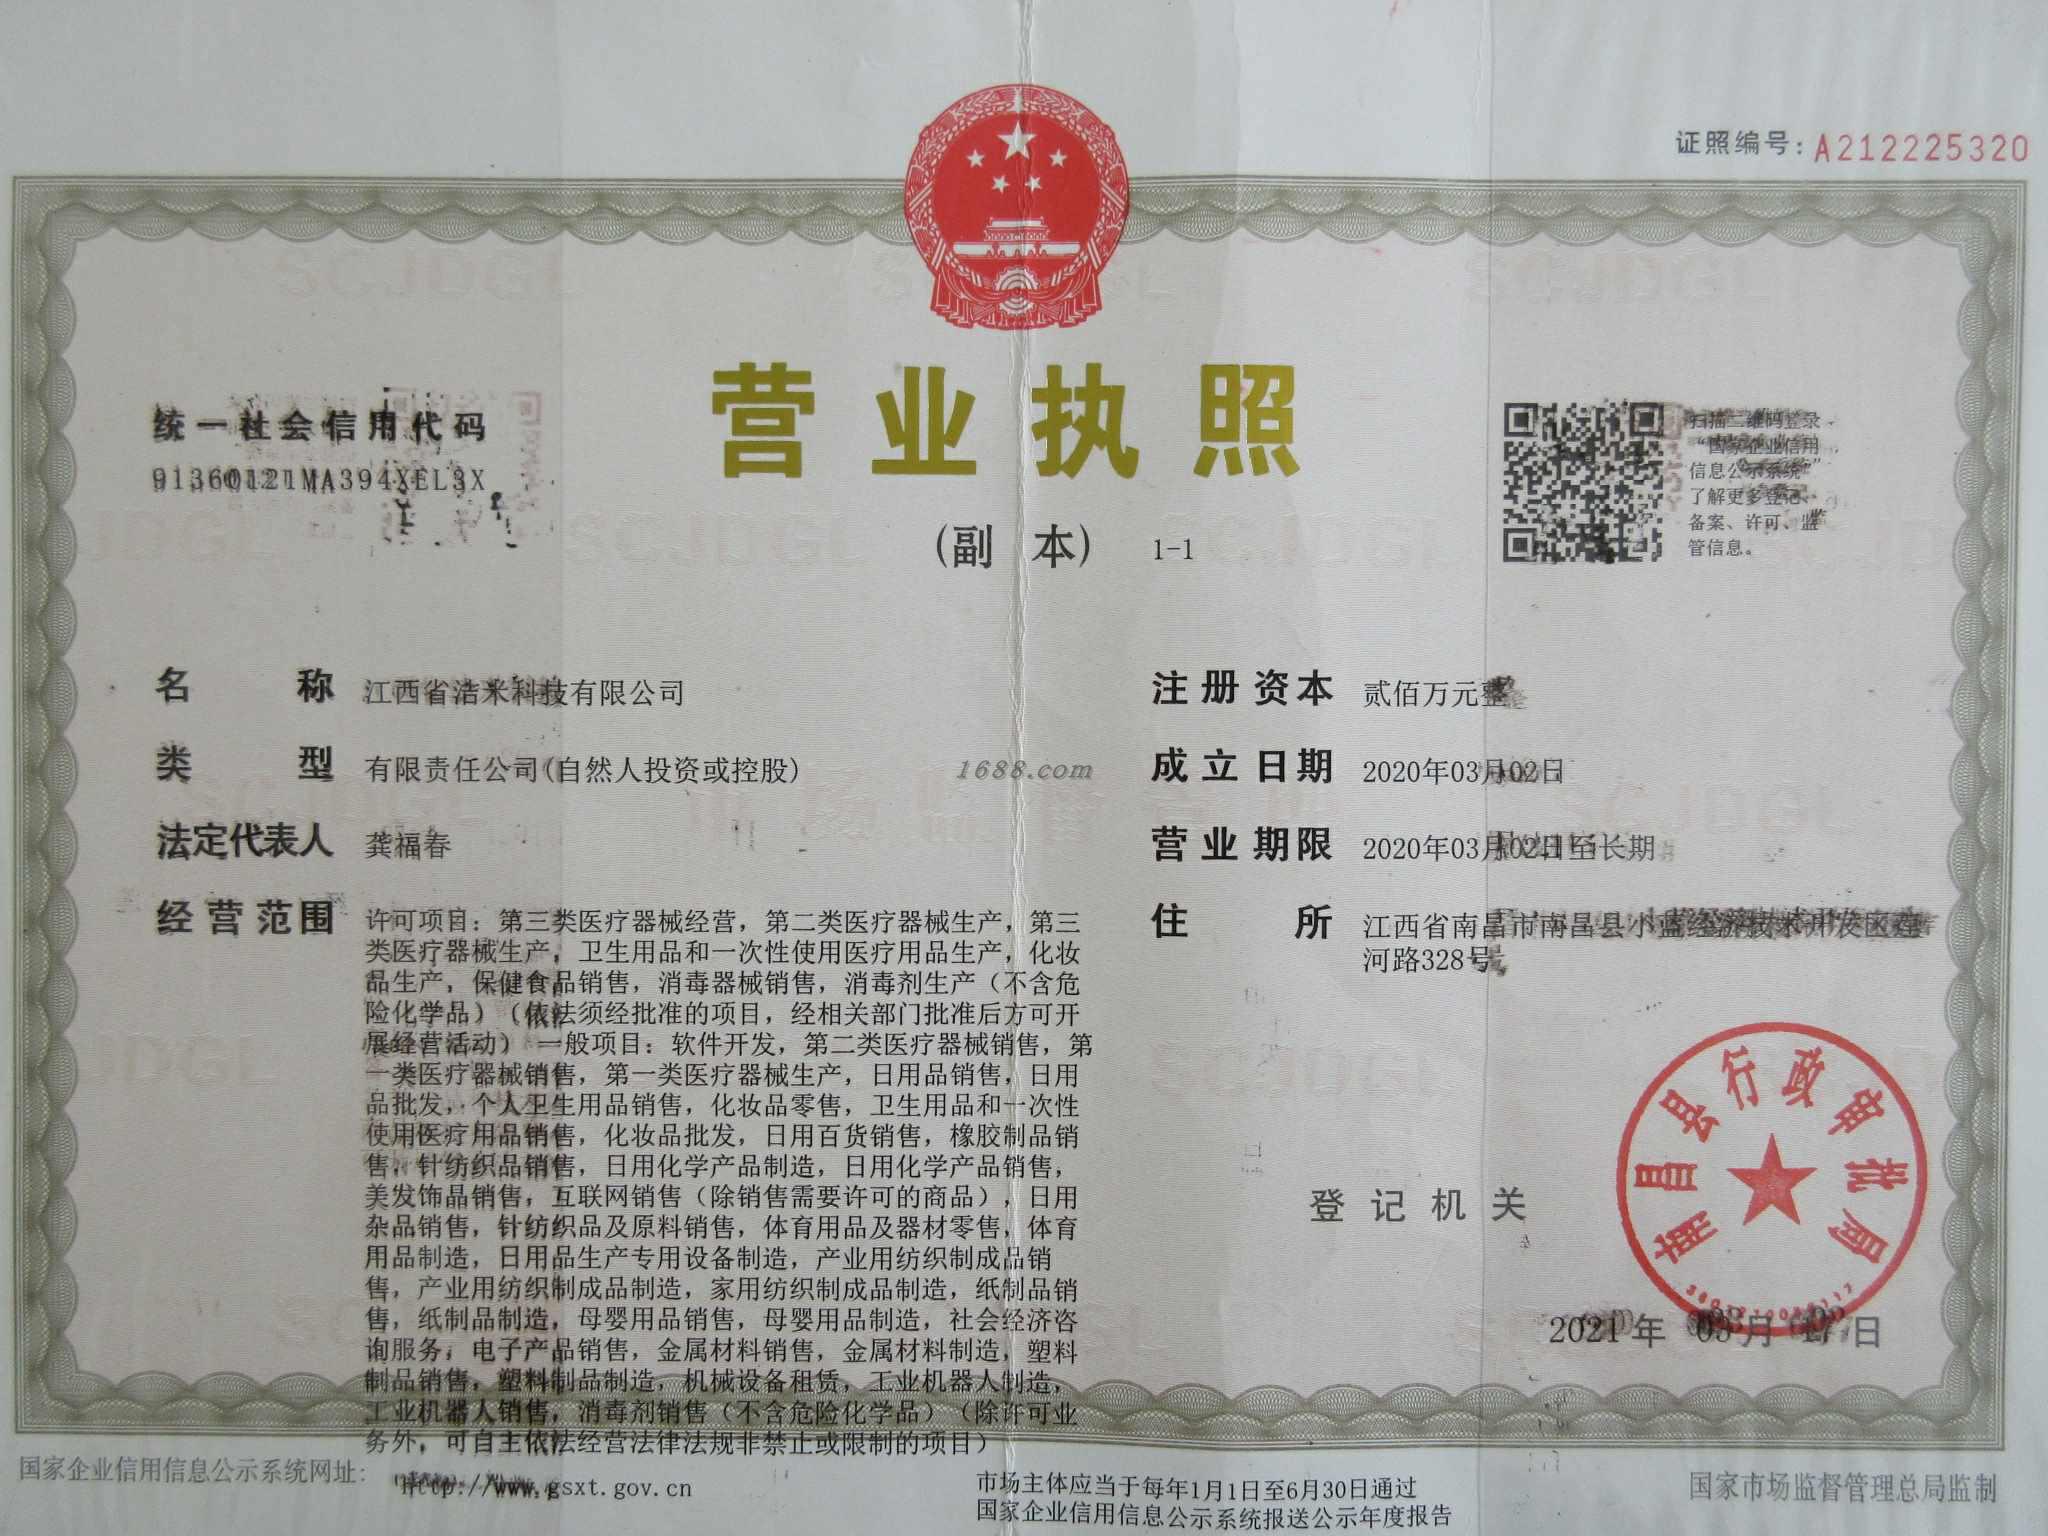 证照编号：A212225320
统一社会信用代码
91360121MA394XEL3X
营业执照
（副 本） 1-1
扫描二维码登录
“国家企业信用
信息公示系统”
了解更多登记、
备案、许可、监
管信息。
名称 江西省浩米科技有限公司
类型 有限责任公司(自然人投资或控股)
法定代表人 龚福春
经营范围 许可项目：第三类医疗器械经营，第二类医疗器械生产，第三
类医疗器械生产，卫生用品和一次性使用医疗用品生产，化妆
品生产，保健食品销售，消毒器械销售，消毒剂生产（不含危
险化学品）（依法须经批准的项目，经相关部门批准后方可开
展经营活动） 一般项目：软件开发，第二类医疗器械销售，第
一类医疗器械销售，第一类医疗器械生产，日用品销售，日用
品批发，个人卫生用品销售，化妆品零售，卫生用品和一次性
使用医疗用品销售，化妆品批发，日用百货销售，橡胶制品销
售，针纺织品销售，日用化学产品制造，日用化学产品销售，
美发饰品销售，互联网销售（除销售需要许可的商品），日用
杂品销售，针纺织品及原料销售，体育用品及器材零售，体育
用品制造，日用品生产专用设备制造，产业用纺织制成品销
售，产业用纺织制成品制造，家用纺织制成品制造，纸制品销
售，纸制品制造，母婴用品销售，母婴用品制造，社会经济咨
询服务，电子产品销售，金属材料销售，金属材料制造，塑料
制品销售，塑料制品制造，机械设备租赁，工业机器人制造，
工业机器人销售，消毒剂销售（不含危险化学品）（除许可业
务外，可自主依法经营法律法规非禁止或限制的项目）
1688.com
注册资本 贰佰万元整
成立日期 2020年03月02日
营业期限 2020年03月02日至长期
住所 江西省南昌市南昌县小蓝经济技术开发区莲
河路328号
登记机关
南昌县行政审批局
2021年 03月 17日
国家企业信用信息公示系统网址：
http://www.gsxt.gov.cn
市场主体应当于每年1月1日至6月30日通过
国家企业信用信息公示系统报送公示年度报告
国家市场监督管理总局监制